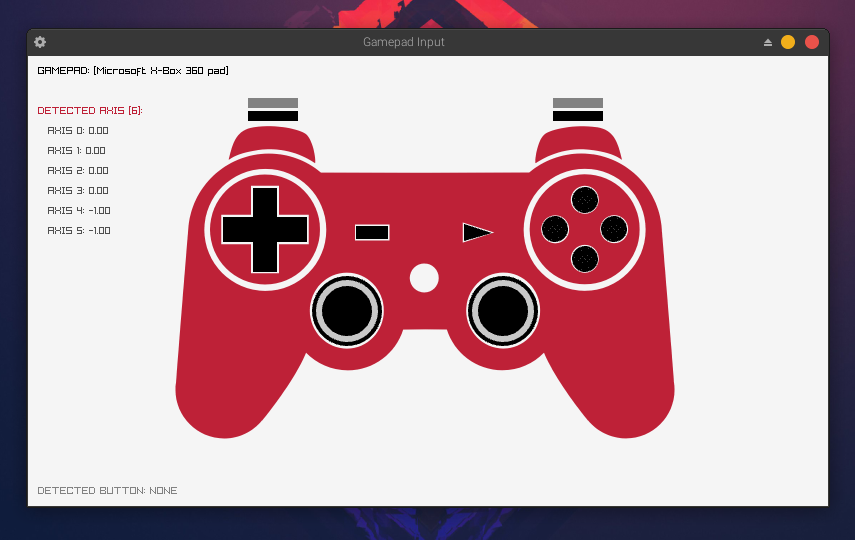 Gamepad Input
GAMEPAD: [Microsoft X-Box 360 pad]
DETECTED AXIS [6]:
AXIS 0: 0.00
AXIS 1: 0.00
AXIS 2: 0.00
AXIS 3: 0.00
AXIS 4: -1.00
AXIS 5: -1.00
DETECTED BUTTON: NONE